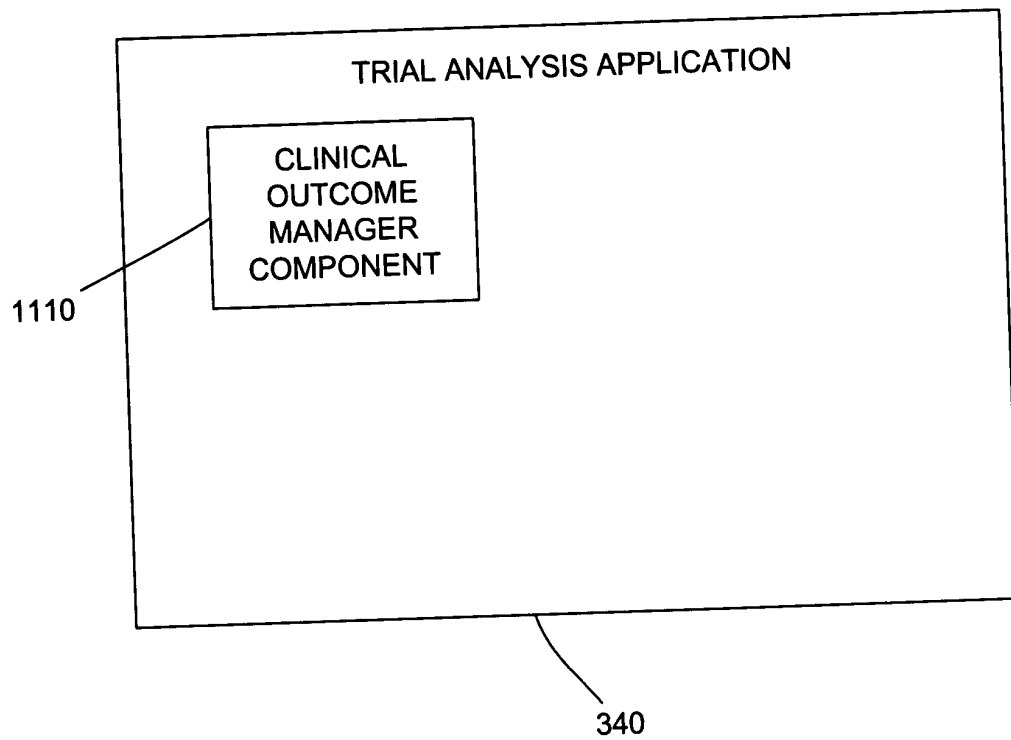 TRIAL ANALYSIS APPLICATION
CLINICAL
OUTCOME
MANAGER
COMPONENT
1110
340